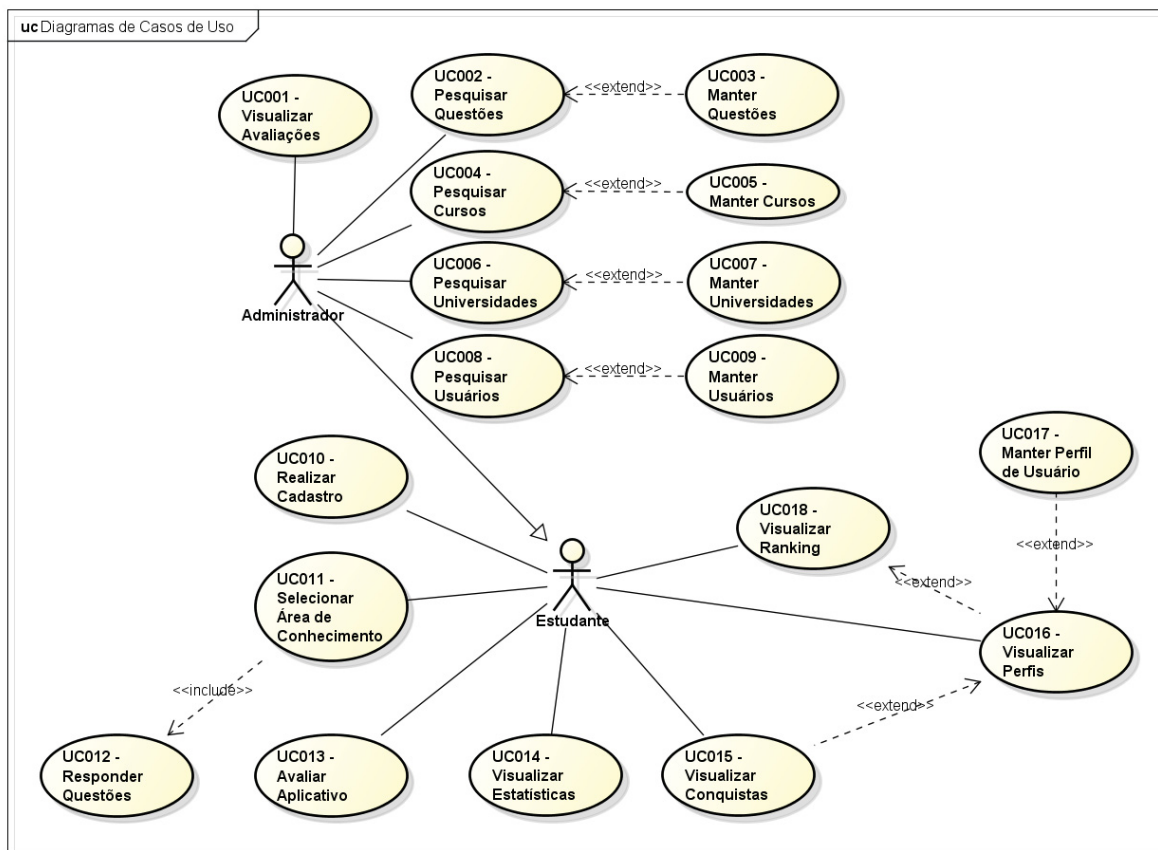 uc Diagramas de Casos de Uso
UC001 -
Visualizar
Avaliações
UC002 -
Pesquisar
Questões
<<extend>>
UC003 -
Manter
Questões
UC004 -
Pesquisar
Cursos
<<extend>>
UC005 -
Manter Cursos
Administrador
UC006 -
Pesquisar
Universidades
<<extend>>
UC007 -
Manter
Universidades
UC008 -
Pesquisar
Usuários
<<extend>>
UC009 -
Manter
Usuários
UC010 -
Realizar
Cadastro
UC017 -
Manter Perfil
de Usuário
UC018 -
Visualizar
Ranking
<<extend>>
<<extend>>
UC011 -
Selecionar
Área de
Conhecimento
Estudante
UC016 -
Visualizar
Perfis
<<include>>
<<extend>>
UC012 -
Responder
Questões
UC013 -
Avaliar
Aplicativo
UC014 -
Visualizar
Estatísticas
UC015 -
Visualizar
Conquistas